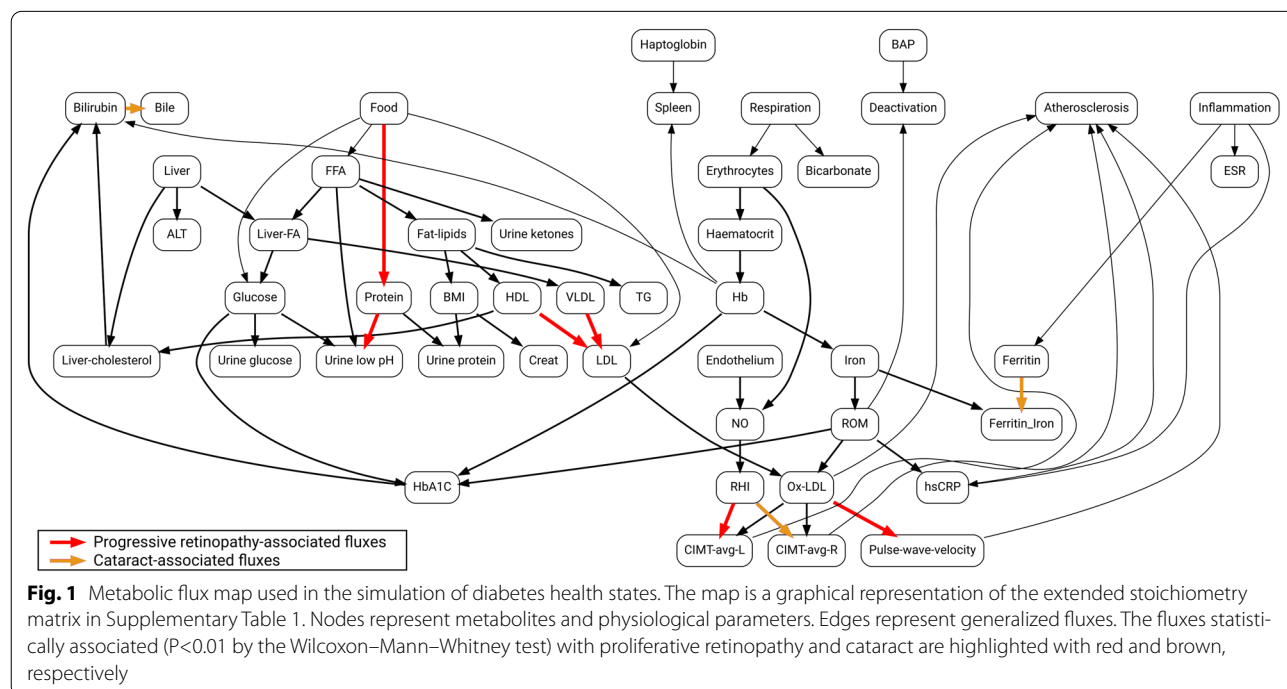 Haptoglobin BAP
Bilirubin Bile Food Spleen Respiration Deactivation Atherosclerosis Inflammation
Liver FFA Erythrocytes Bicarbonate ESR
ALT Liver-FA Fat-lipids Urine ketones Haematocrit
Glucose Protein BMI HDL VLDL TG Hb
Liver-cholesterol Urine glucose Urine low pH Urine protein Creat LDL Endothelium Iron Ferritin
NO ROM Ferritin_Iron
HbA1C RHI Ox-LDL hsCRP
Progressive retinopathy-associated fluxes CIMT-avg-L CIMT-avg-R Pulse-wave-velocity
Cataract-associated fluxes
Fig. 1 Metabolic flux map used in the simulation of diabetes health states. The map is a graphical representation of the extended stoichiometry
matrix in Supplementary Table 1. Nodes represent metabolites and physiological parameters. Edges represent generalized fluxes. The fluxes statisti-
cally associated (P<0.01 by the Wilcoxon–Mann–Whitney test) with proliferative retinopathy and cataract are highlighted with red and brown,
respectively